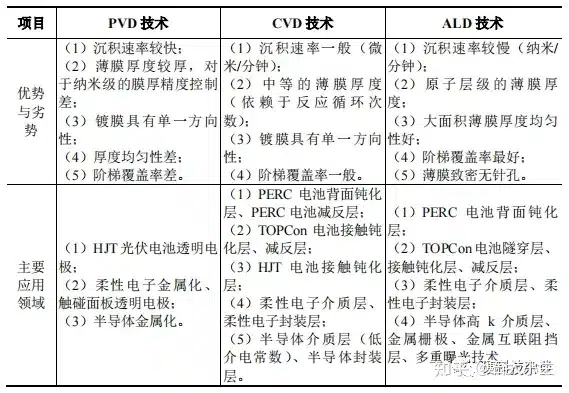 项目 PVD 技术 CVD 技术 ALD 技术
优势
与劣
势
（1）沉积速率较快；
（2）薄膜厚度较厚，对
于纳米级的膜厚精度控制
差；
（3）镀膜具有单一方向
性；
（4）厚度均匀性差；
（5）阶梯覆盖率差。
（1）沉积速率一般（微
米/分钟）；
（2）中等的薄膜厚度
（依赖于反应循环次
数）；
（3）镀膜具有单一方向
性；
（4）阶梯覆盖率一般。
（1）沉积速率较慢（纳米/
分钟）；
（2）原子层级的薄膜厚
度；
（3）大面积薄膜厚度均匀
性好；
（4）阶梯覆盖率最好；
（5）薄膜致密无针孔。
主要
应用
领域
（1）HJT 光伏电池透明电
极；
（2）柔性电子金属化、
触碰面板透明电极；
（3）半导体金属化。
（1）PERC 电池背面钝化
层、PERC 电池减反层；
（2）TOPCon 电池接触钝
化层、减反层；
（3）HJT 电池接触钝化
层；
（4）柔性电子介质层、
柔性电子封装层；
（5）半导体介质层（低
介电常数）、半导体封装
层。
（1）PERC 电池背面钝化
层；
（2）TOPCon 电池隧穿层、
接触钝化层、减反层；
（3）柔性电子介质层、柔
性电子封装层；
（4）半导体高 k 介质层、
金属栅极、金属互联阻挡
层、多重曝光技术。
知乎